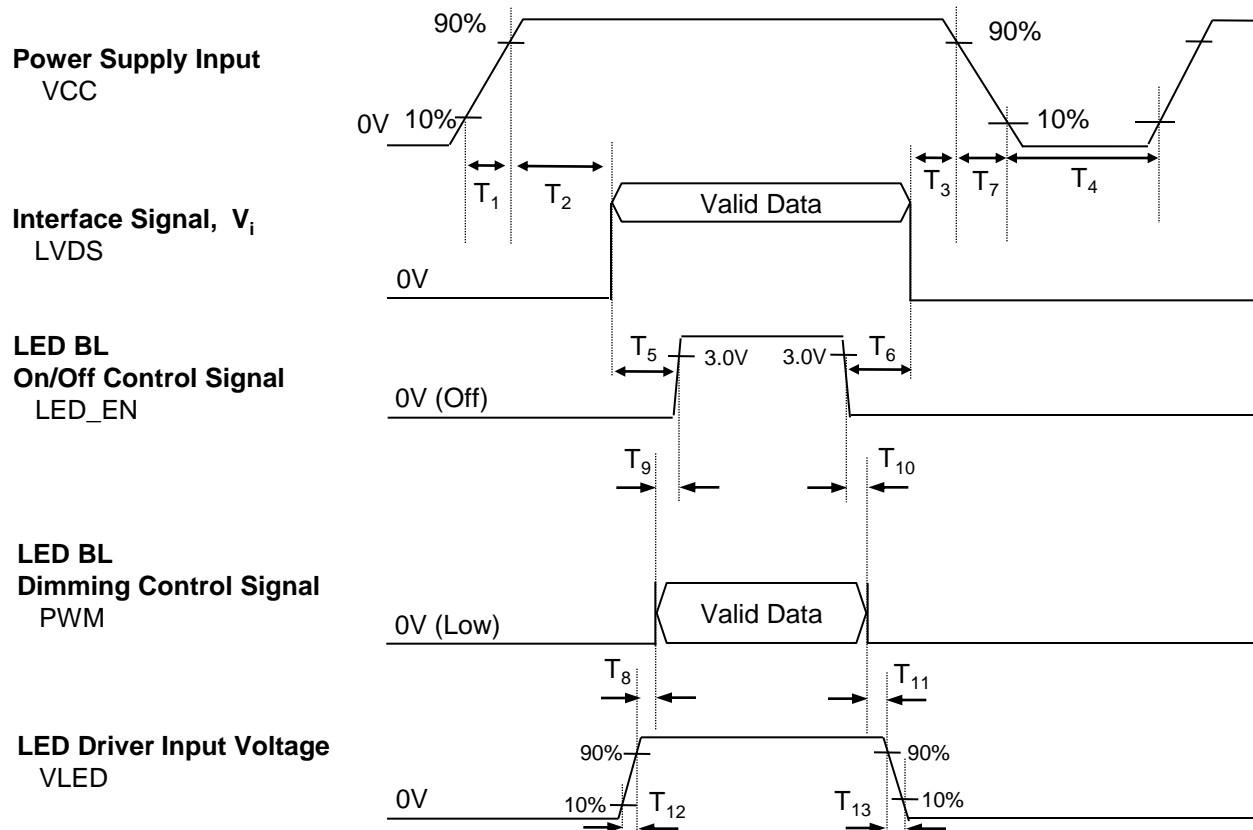 90%
90%
Power Supply Input
VCC
0V 10%
10%
T1 T2 T3 T7 T4
Valid Data
Interface Signal, Vi
LVDS
0V
LED BL
On/Off Control Signal
LED_EN
T5 3.0V 3.0V T6
0V (Off)
T9 T10
LED BL
Dimming Control Signal
PWM
Valid Data
0V (Low)
T8 T11
LED Driver Input Voltage
VLED
90% 90%
0V
10% T12 T13 10%